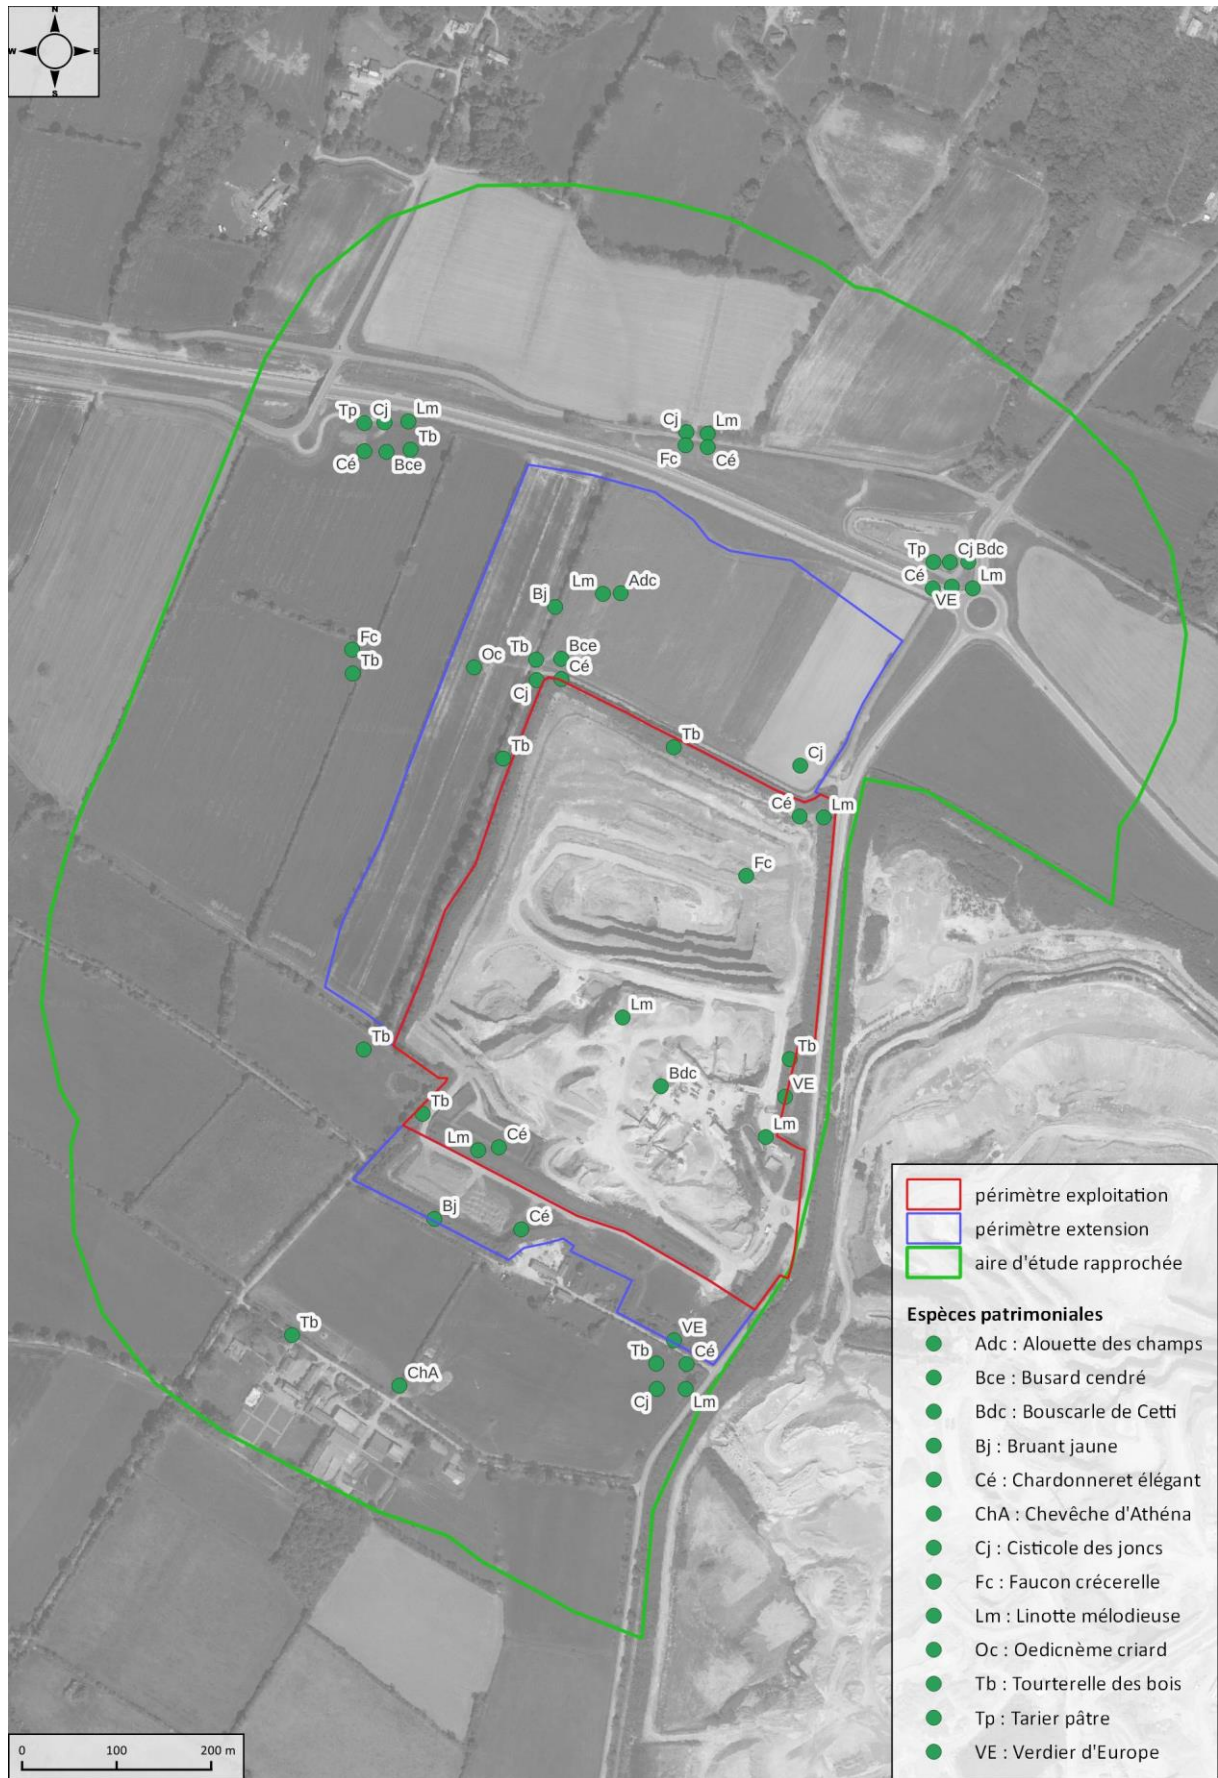 N
W E
S
Tp Cj Lm
Tb
Cé Bce
Cj Lm
Fc Cé
Tp Cj Bdc
Cé Lm
VE
Lm Adc
Bj
Fc
Tb
Tb Bce
Oc Cé
Cj
Tb
Tb
Cj
Cé Lm
Fc
Lm
Tb
Tb
Bdc
VE
Tb
Lm
Lm Cé
Bj
Cé
Tb
VE
Tb Cé
ChA
Cj Lm
périmètre exploitation
périmètre extension
aire d'étude rapprochée
Espèces patrimoniales
Adc : Alouette des champs
Bce : Busard cendré
Bdc : Bouscarle de Cetti
Bj : Bruant jaune
Cé : Chardonneret élégant
ChA : Chevêche d'Athéna
Cj : Cisticole des joncs
Fc : Faucon crécerelle
Lm : Linotte mélodieuse
Oc : Oedicnème criard
Tb : Tourterelle des bois
Tp : Tarier pâtre
VE : Verdier d'Europe
0 100 200 m